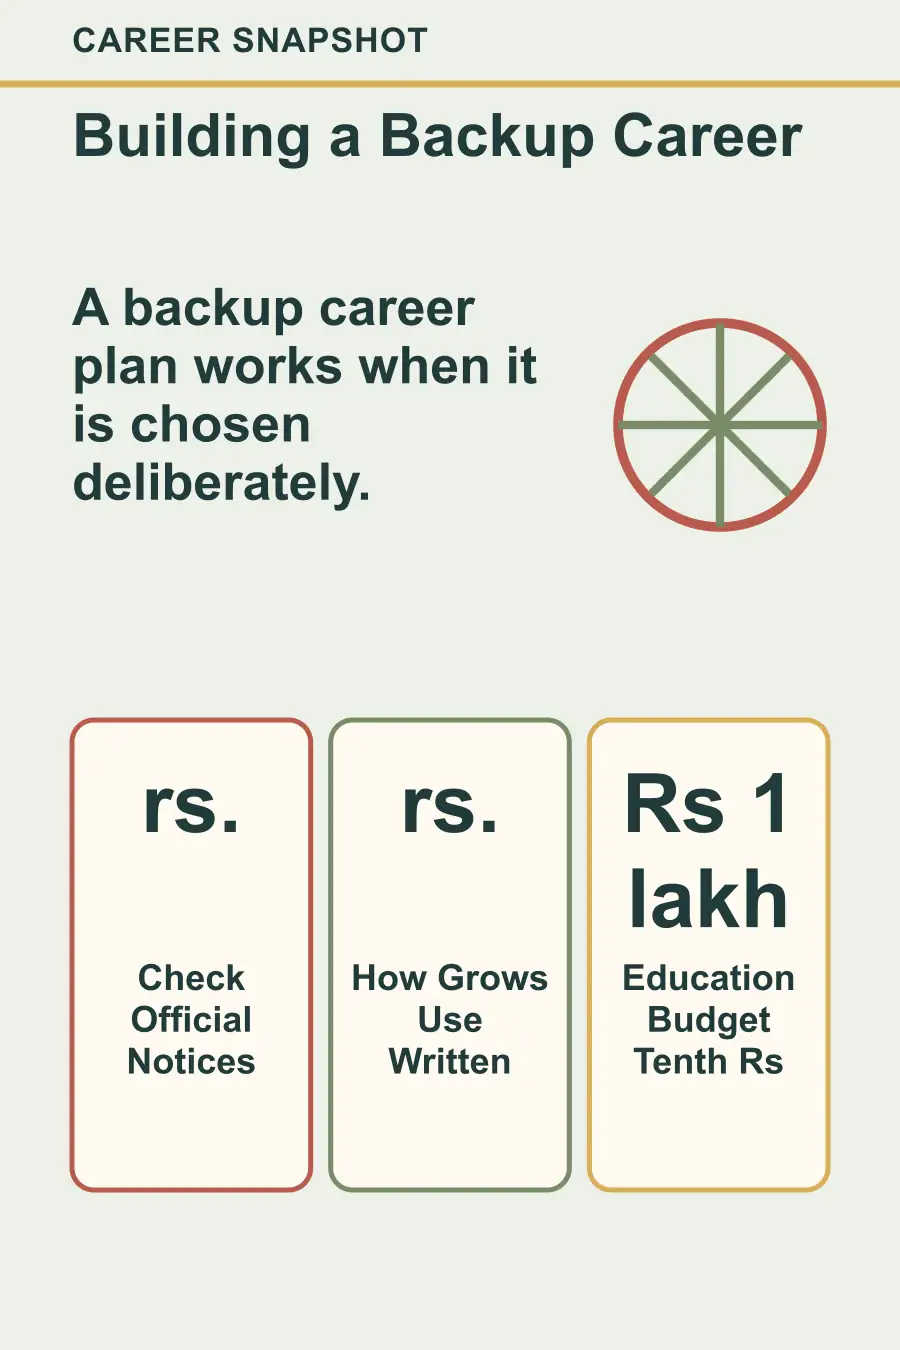 CAREER SNAPSHOT
Building a Backup Career
A backup career
plan works when it
is chosen
deliberately.
rs.
Check
Official
Notices
rs.
How Grows
Use
Written
Rs 1
lakh
Education
Budget
Tenth Rs